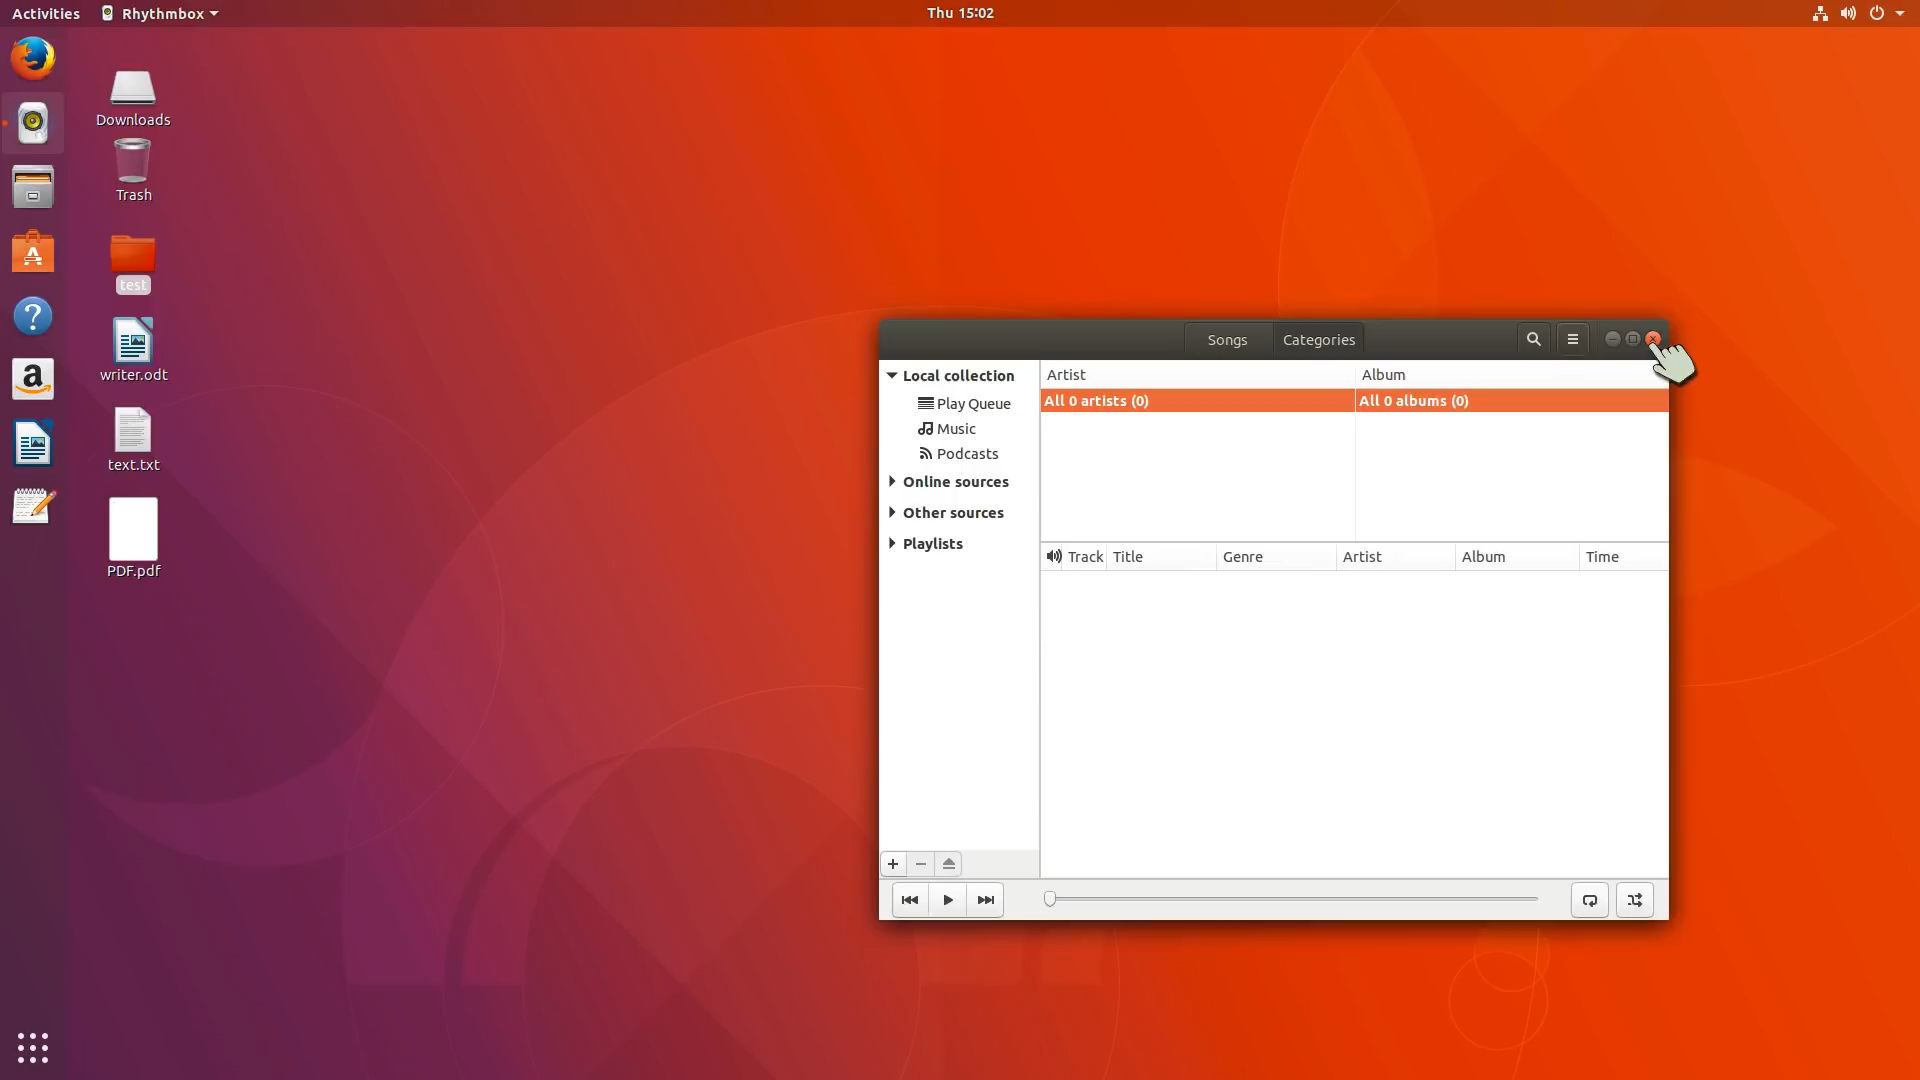 Activities Rhythmbox Thu 15:02
Downloads
Trash
test
writer.odt
text.txt
PDF.pdf
Songs Categories
Local collection
Play Queue
Music
Podcasts
Online sources
Other sources
Playlists
Artist Album
All 0 artists (0) All 0 albums (0)
Track Title Genre Artist Album Time